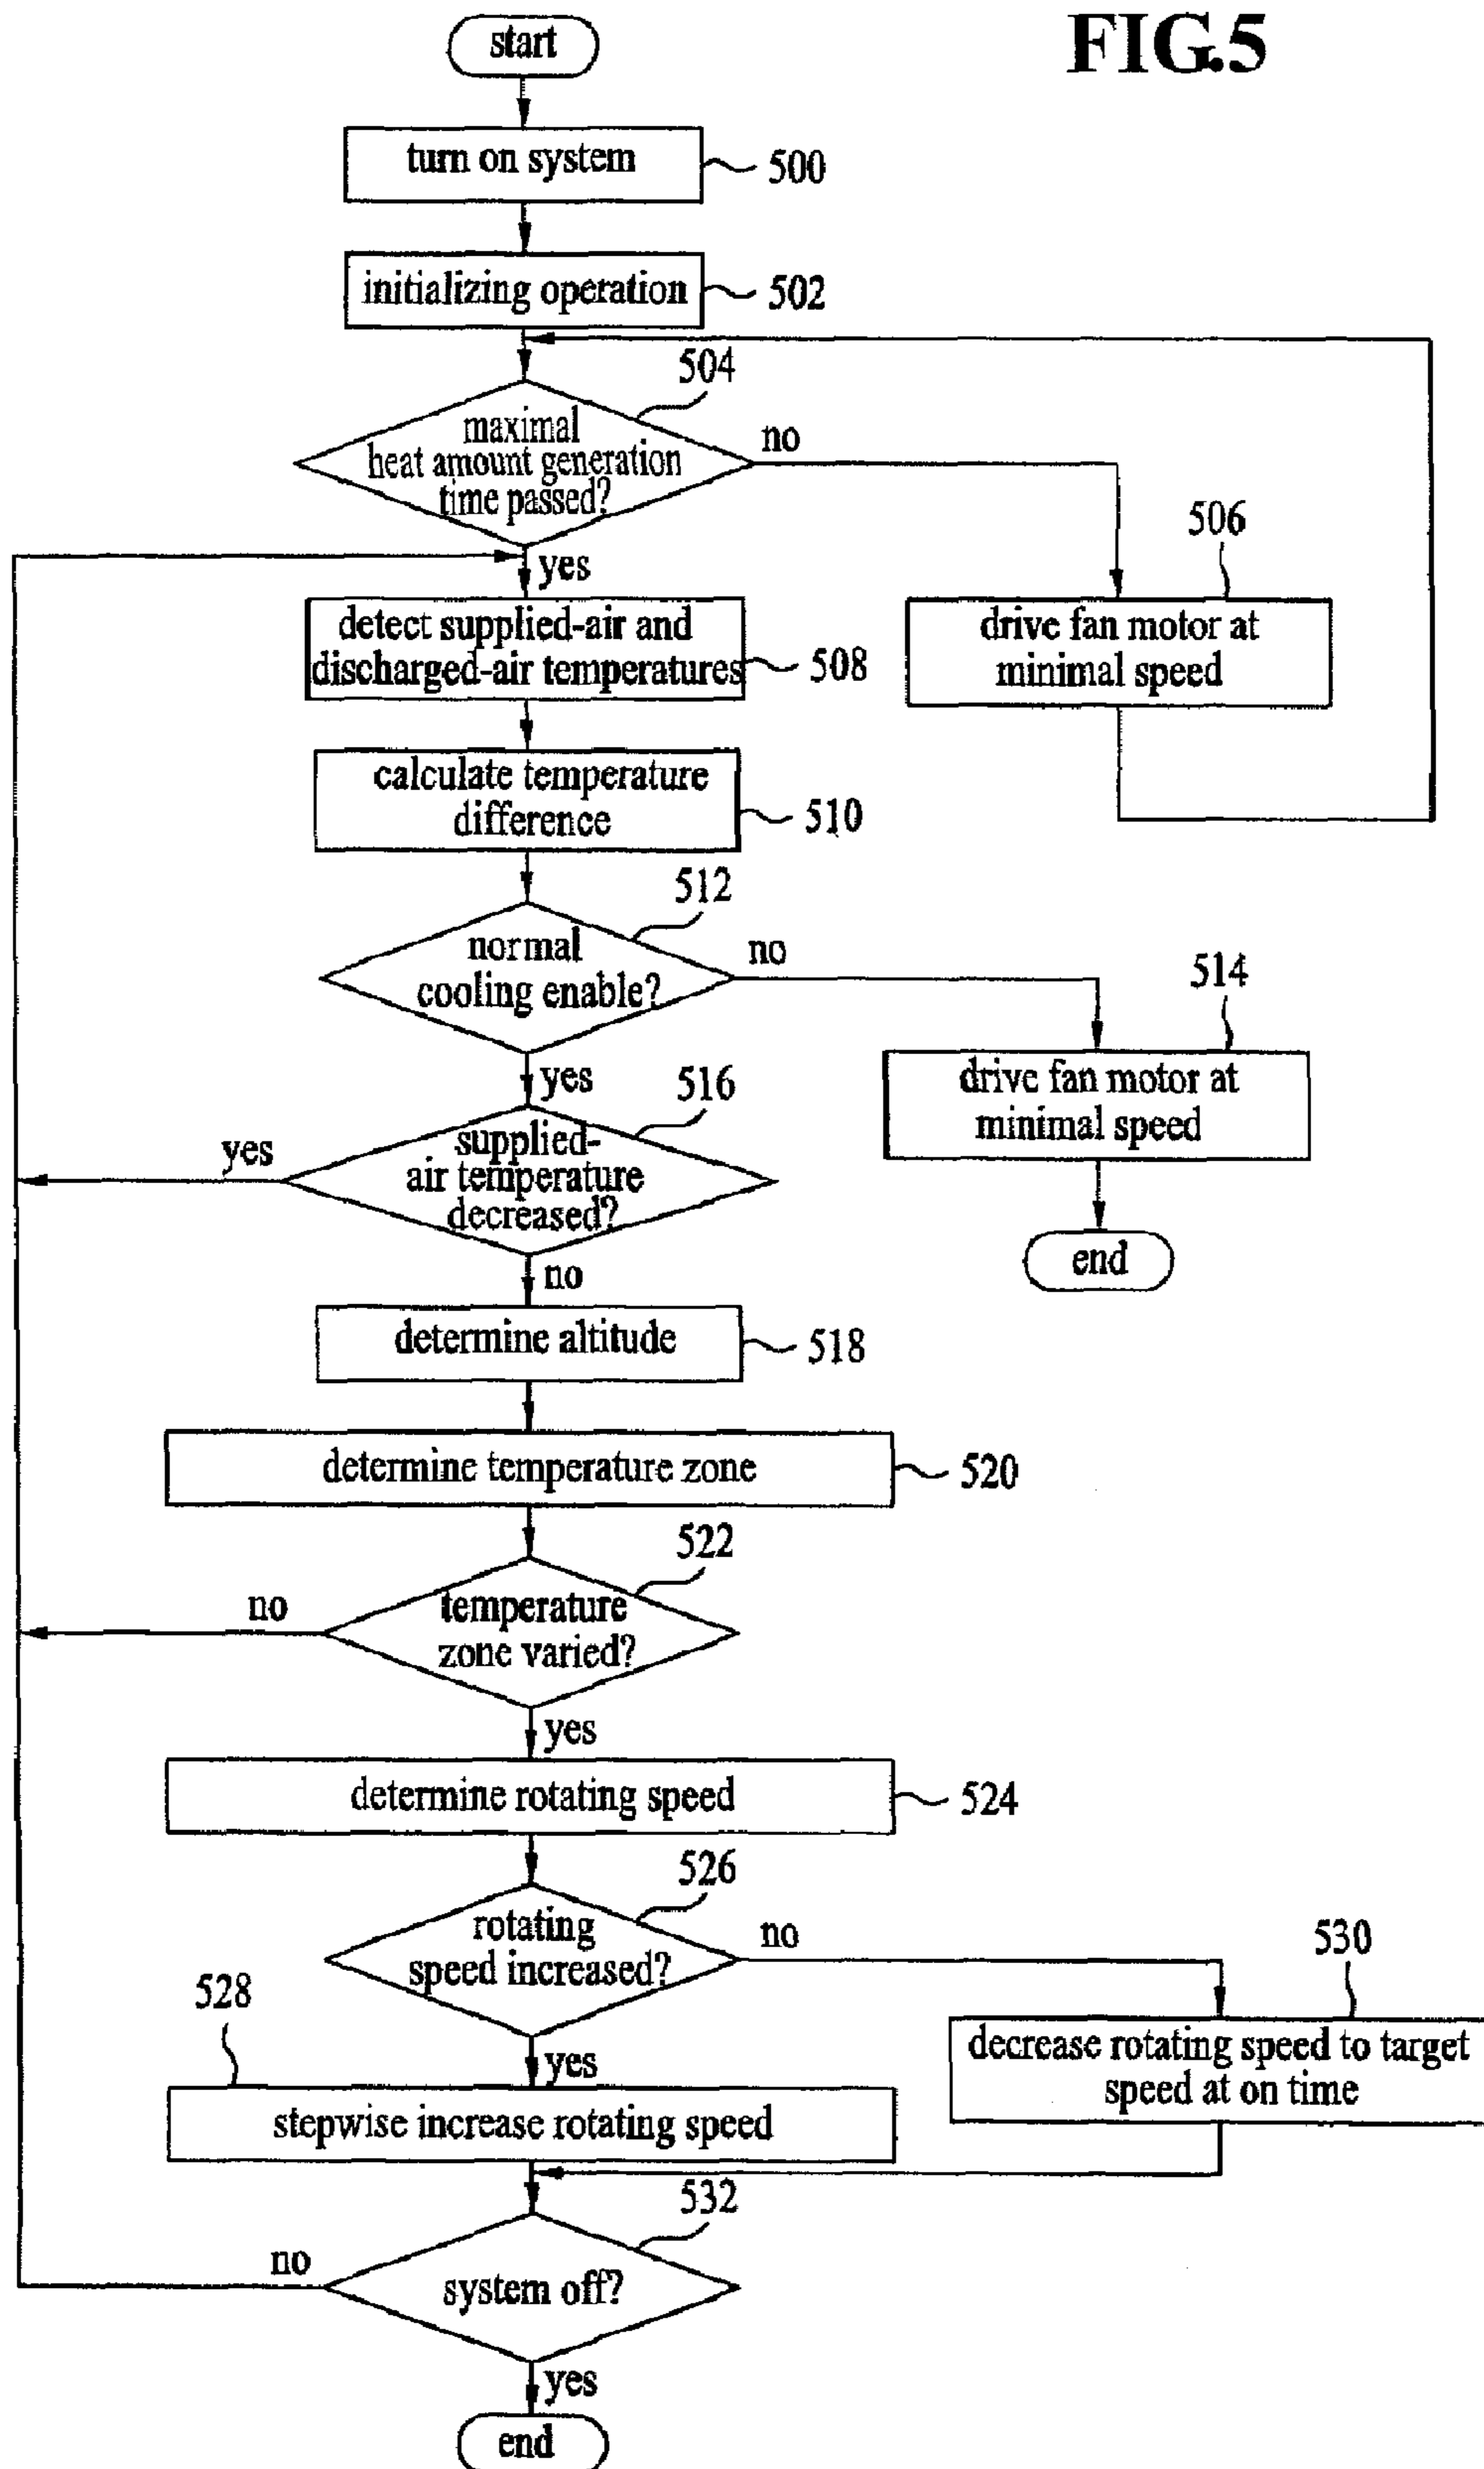 FIG.5
start
turn on system
500
initializing operation
502
504
maximal
heat amount generation
time passed?
no
yes
506
drive fan motor at
minimal speed
detect supplied-air and
discharged-air temperatures
508
calculate temperature
difference
510
512
normal
cooling enable?
no
yes
514
drive fan motor at
minimal speed
end
516
supplied-
air temperature
decreased?
yes
no
determine altitude
518
determine temperature zone
520
522
temperature
zone varied?
no
yes
determine rotating speed
524
526
rotating
speed increased?
no
yes
530
decrease rotating speed to target
speed at on time
528
stepwise increase rotating speed
532
system off?
no
yes
end